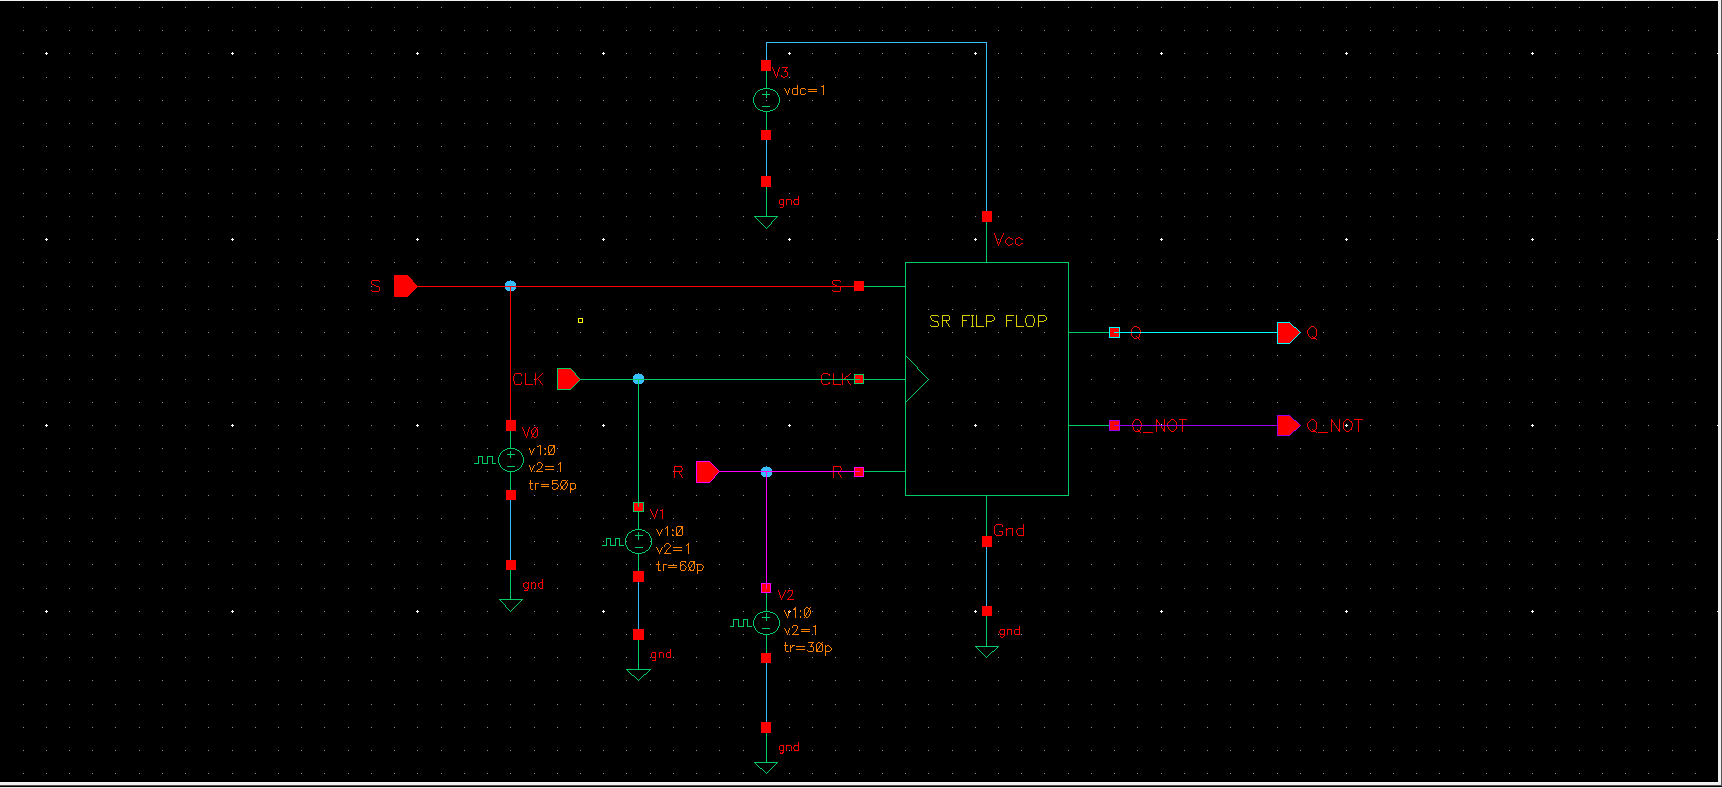 V3
vdc=1
gnd
Vcc
S
S
SR FILP FLOP
Q
Q
CLK
CLK
V0
v1:0
v2=1
tr=50p
Q_NOT
Q_NOT
R
R
V1
v1:0
v2=1
tr=60p
Gnd
gnd
V2
v1:0
v2=1
tr=30p
gnd
gnd
gnd